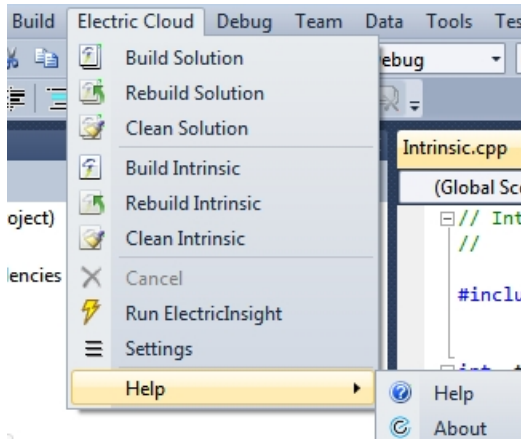 Build Electric Cloud Debug Team Data Tools
Build Solution
Rebuild Solution
Clean Solution
Build Intrinsic
Rebuild Intrinsic
Clean Intrinsic
Cancel
Run ElectricInsight
Settings
Help
Help
About
ebug
Intrinsic.cpp
(Global Sc
// Int
//
#inclu
oject)
lencies